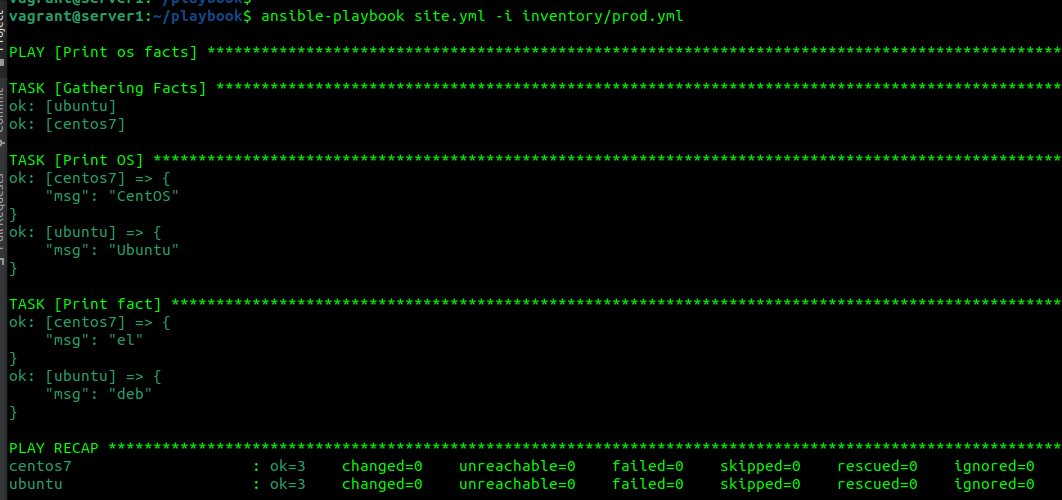 vagrant@server1:~/playbook$
vagrant@server1:~/playbook$ ansible-playbook site.yml -i inventory/prod.yml
PLAY [Print os facts] ***********************************************************************************************
TASK [Gathering Facts] **********************************************************************************************
ok: [ubuntu]
ok: [centos7]
TASK [Print OS] *****************************************************************************************************
ok: [centos7] => {
    "msg": "CentOS"
}
ok: [ubuntu] => {
    "msg": "Ubuntu"
}
TASK [Print fact] ***************************************************************************************************
ok: [centos7] => {
    "msg": "el"
}
ok: [ubuntu] => {
    "msg": "deb"
}
PLAY RECAP **********************************************************************************************************
centos7                    : ok=3    changed=0    unreachable=0    failed=0    skipped=0    rescued=0    ignored=0
ubuntu                     : ok=3    changed=0    unreachable=0    failed=0    skipped=0    rescued=0    ignored=0